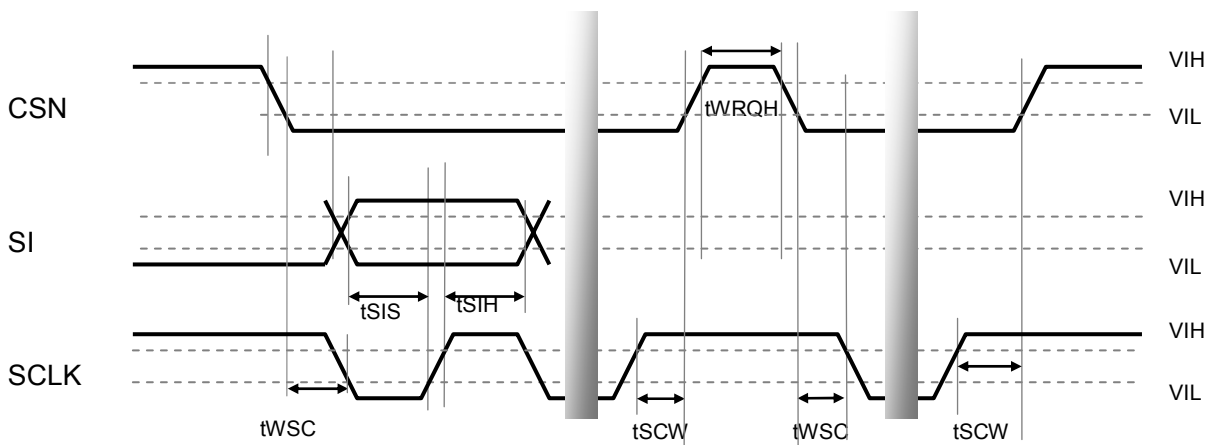 VIH
CSN
tWRQH
VIL
VIH
SI
VIL
tSIS
tSIH
VIH
SCLK
VIL
tWSC
tSCW
tWSC
tSCW